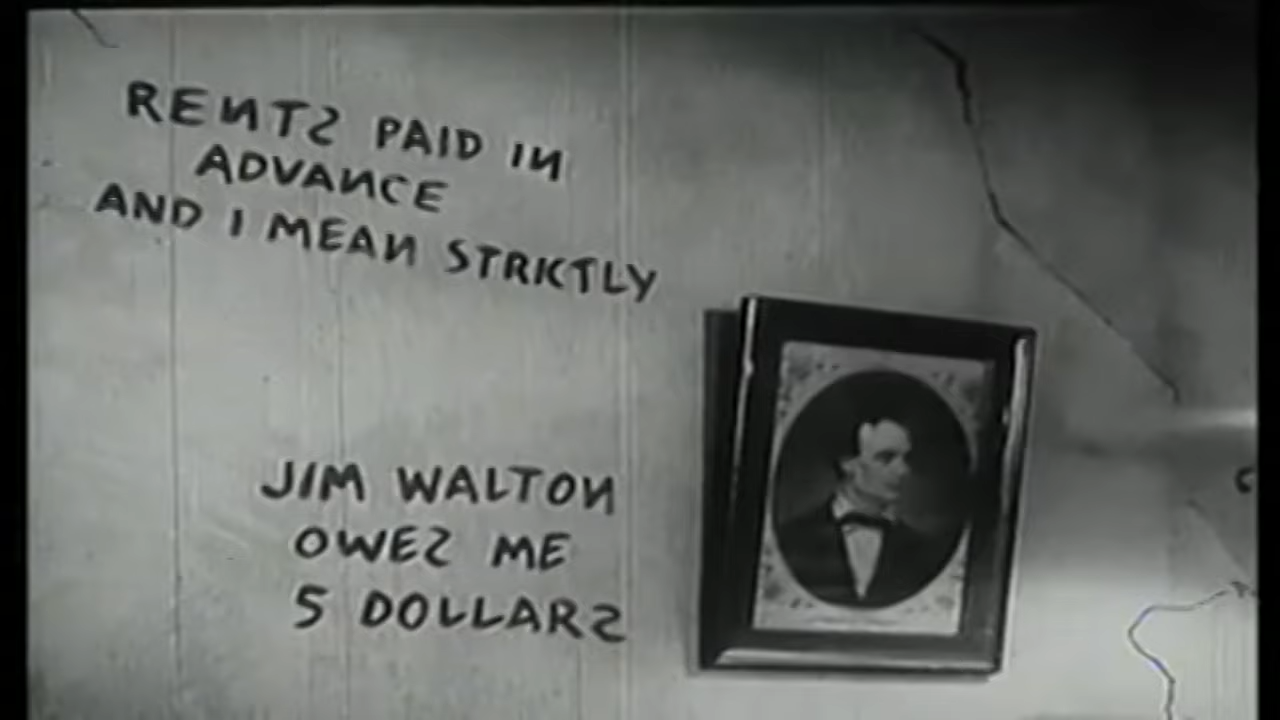 RENTS PAID IN
ADVANCE
AND I MEAN STRICTLY
JIM WALTON
OWES ME
5 DOLLARS